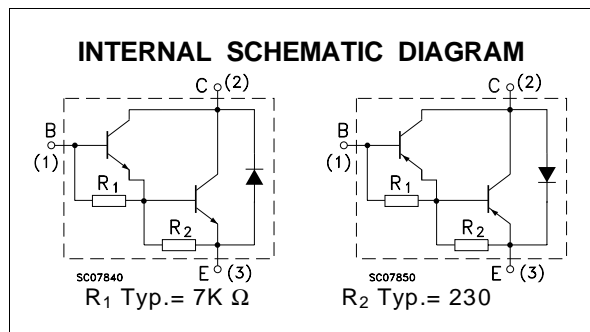 INTERNAL SCHEMATIC DIAGRAM
C (2)
B
(1)
R1
R2
E (3)
SC07840
C (2)
B
(1)
R1
R2
E (3)
SC07850
R1 Typ.= 7K Ω R2 Typ.= 230